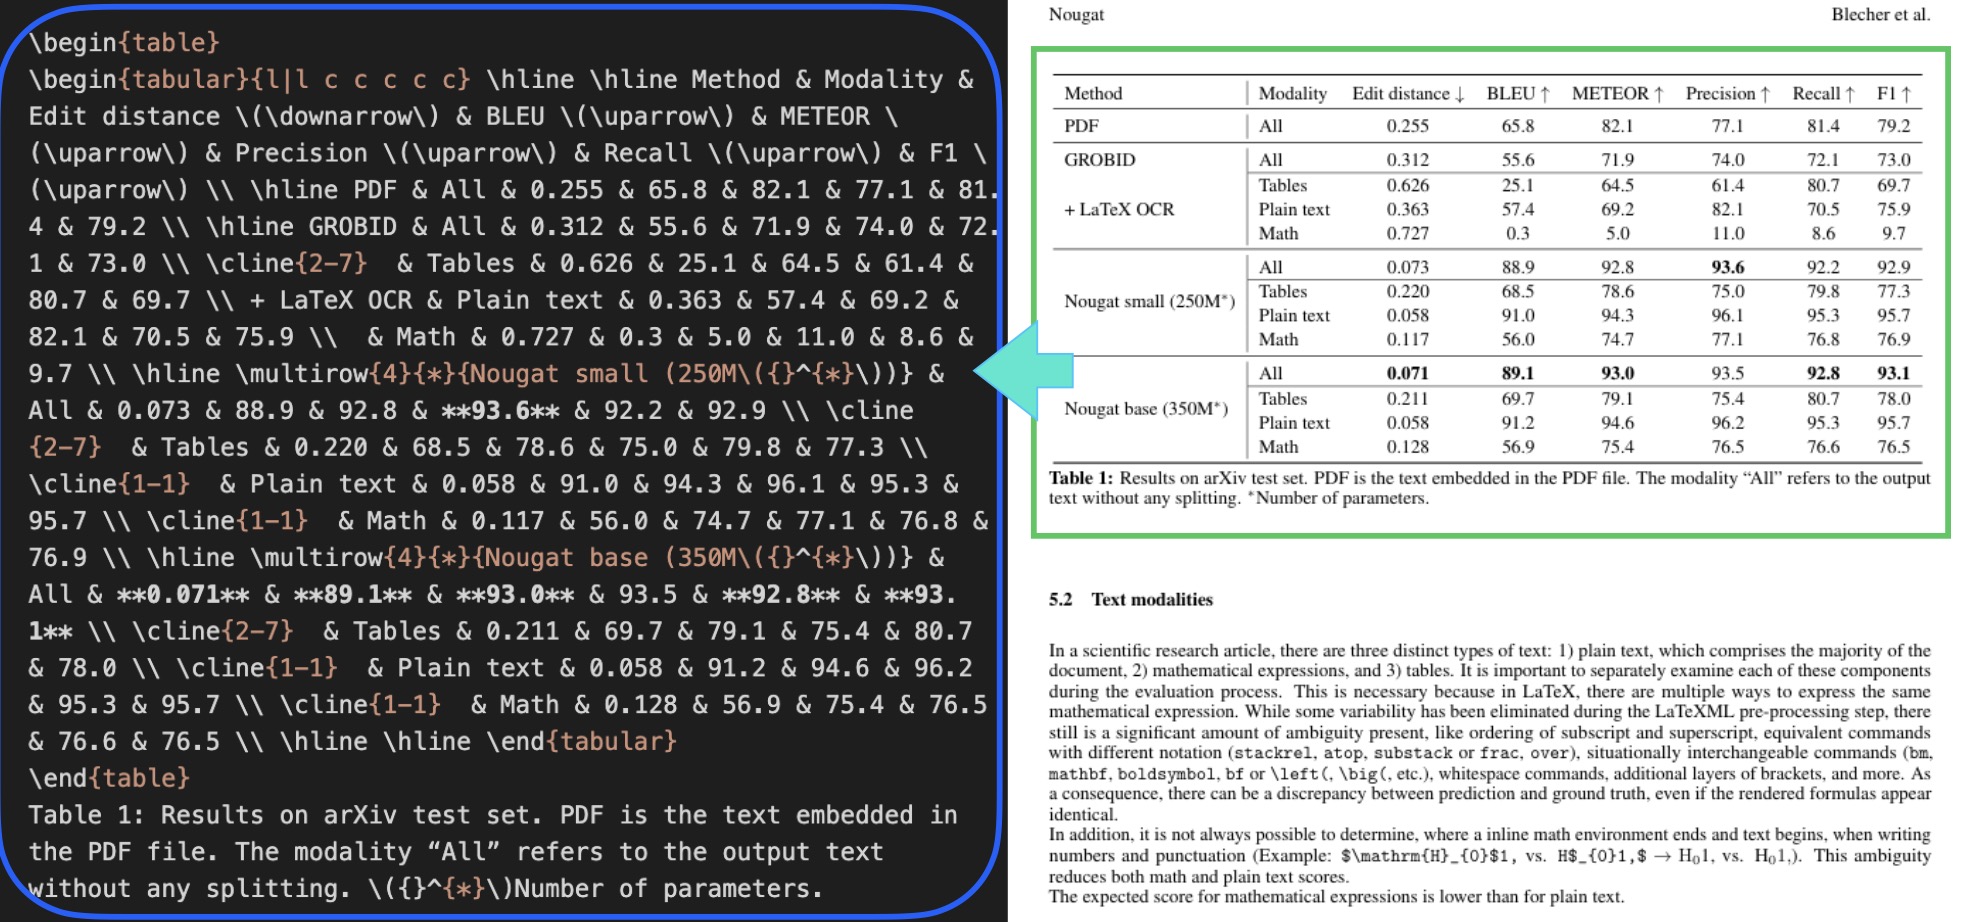 \begin{table}
\begin{tabular}{l|l c c c c c} \hline \hline Method & Modality &
Edit distance \(\downarrow\) & BLEU \(\uparrow\) & METEOR \
(\uparrow\) & Precision \(\uparrow\) & Recall \(\uparrow\) & F1 \
(\uparrow\) \\ \hline PDF & All & 0.255 & 65.8 & 82.1 & 77.1 & 81.
4 & 79.2 \\ \hline GROBID & All & 0.312 & 55.6 & 71.9 & 74.0 & 72.
1 & 73.0 \\ \cline{2-7}  & Tables & 0.626 & 25.1 & 64.5 & 61.4 &
80.7 & 69.7 \\ + LaTeX OCR & Plain text & 0.363 & 57.4 & 69.2 &
82.1 & 70.5 & 75.9 \\  & Math & 0.727 & 0.3 & 5.0 & 11.0 & 8.6 &
9.7 \\ \hline \multirow{4}{*}{Nougat small (250M\({}^{*}\))} &
All & 0.073 & 88.9 & 92.8 & **93.6** & 92.2 & 92.9 \\ \cline
{2-7}  & Tables & 0.220 & 68.5 & 78.6 & 75.0 & 79.8 & 77.3 \\
\cline{1-1}  & Plain text & 0.058 & 91.0 & 94.3 & 96.1 & 95.3 &
95.7 \\ \cline{1-1}  & Math & 0.117 & 56.0 & 74.7 & 77.1 & 76.8 &
76.9 \\ \hline \multirow{4}{*}{Nougat base (350M\({}^{*}\))} &
All & **0.071** & **89.1** & **93.0** & 93.5 & **92.8** & **93.
1** \\ \cline{2-7}  & Tables & 0.211 & 69.7 & 79.1 & 75.4 & 80.7
& 78.0 \\ \cline{1-1}  & Plain text & 0.058 & 91.2 & 94.6 & 96.2
& 95.3 & 95.7 \\ \cline{1-1}  & Math & 0.128 & 56.9 & 75.4 & 76.5
& 76.6 & 76.5 \\ \hline \hline \end{tabular}
\end{table}
Table 1: Results on arXiv test set. PDF is the text embedded in
the PDF file. The modality “All” refers to the output text
without any splitting. \({}^{*}\)Number of parameters.
Nougat Blecher et al.
Method Modality Edit distance ↓ BLEU ↑ METEOR ↑ Precision ↑ Recall ↑ F1 ↑
PDF All 0.255 65.8 82.1 77.1 81.4 79.2
GROBID All 0.312 55.6 71.9 74.0 72.1 73.0
Tables 0.626 25.1 64.5 61.4 80.7 69.7
+ LaTeX OCR Plain text 0.363 57.4 69.2 82.1 70.5 75.9
Math 0.727 0.3 5.0 11.0 8.6 9.7
All 0.073 88.9 92.8 93.6 92.2 92.9
Tables 0.220 68.5 78.6 75.0 79.8 77.3
Nougat small (250M*)
Plain text 0.058 91.0 94.3 96.1 95.3 95.7
Math 0.117 56.0 74.7 77.1 76.8 76.9
All 0.071 89.1 93.0 93.5 92.8 93.1
Tables 0.211 69.7 79.1 75.4 80.7 78.0
Nougat base (350M*)
Plain text 0.058 91.2 94.6 96.2 95.3 95.7
Math 0.128 56.9 75.4 76.5 76.6 76.5
Table 1: Results on arXiv test set. PDF is the text embedded in the PDF file. The modality “All” refers to the output
text without any splitting. *Number of parameters.
5.2 Text modalities
In a scientific research article, there are three distinct types of text: 1) plain text, which comprises the majority of the
document, 2) mathematical expressions, and 3) tables. It is important to separately examine each of these components
during the evaluation process. This is necessary because in LaTeX, there are multiple ways to express the same
mathematical expression. While some variability has been eliminated during the LaTeXML pre-processing step, there
still is a significant amount of ambiguity present, like ordering of subscript and superscript, equivalent commands
with different notation (stackrel, atop, substack or frac, over), situationally interchangeable commands (bm,
mathbf, boldsymbol, bf or \left(, \big(, etc.), whitespace commands, additional layers of brackets, and more. As
a consequence, there can be a discrepancy between prediction and ground truth, even if the rendered formulas appear
identical.
In addition, it is not always possible to determine, where a inline math environment ends and text begins, when writing
numbers and punctuation (Example: $\mathrm{H}_{0}$1, vs. H$_{0}1,$ → H₀1, vs. H₀1,). This ambiguity
reduces both math and plain text scores.
The expected score for mathematical expressions is lower than for plain text.